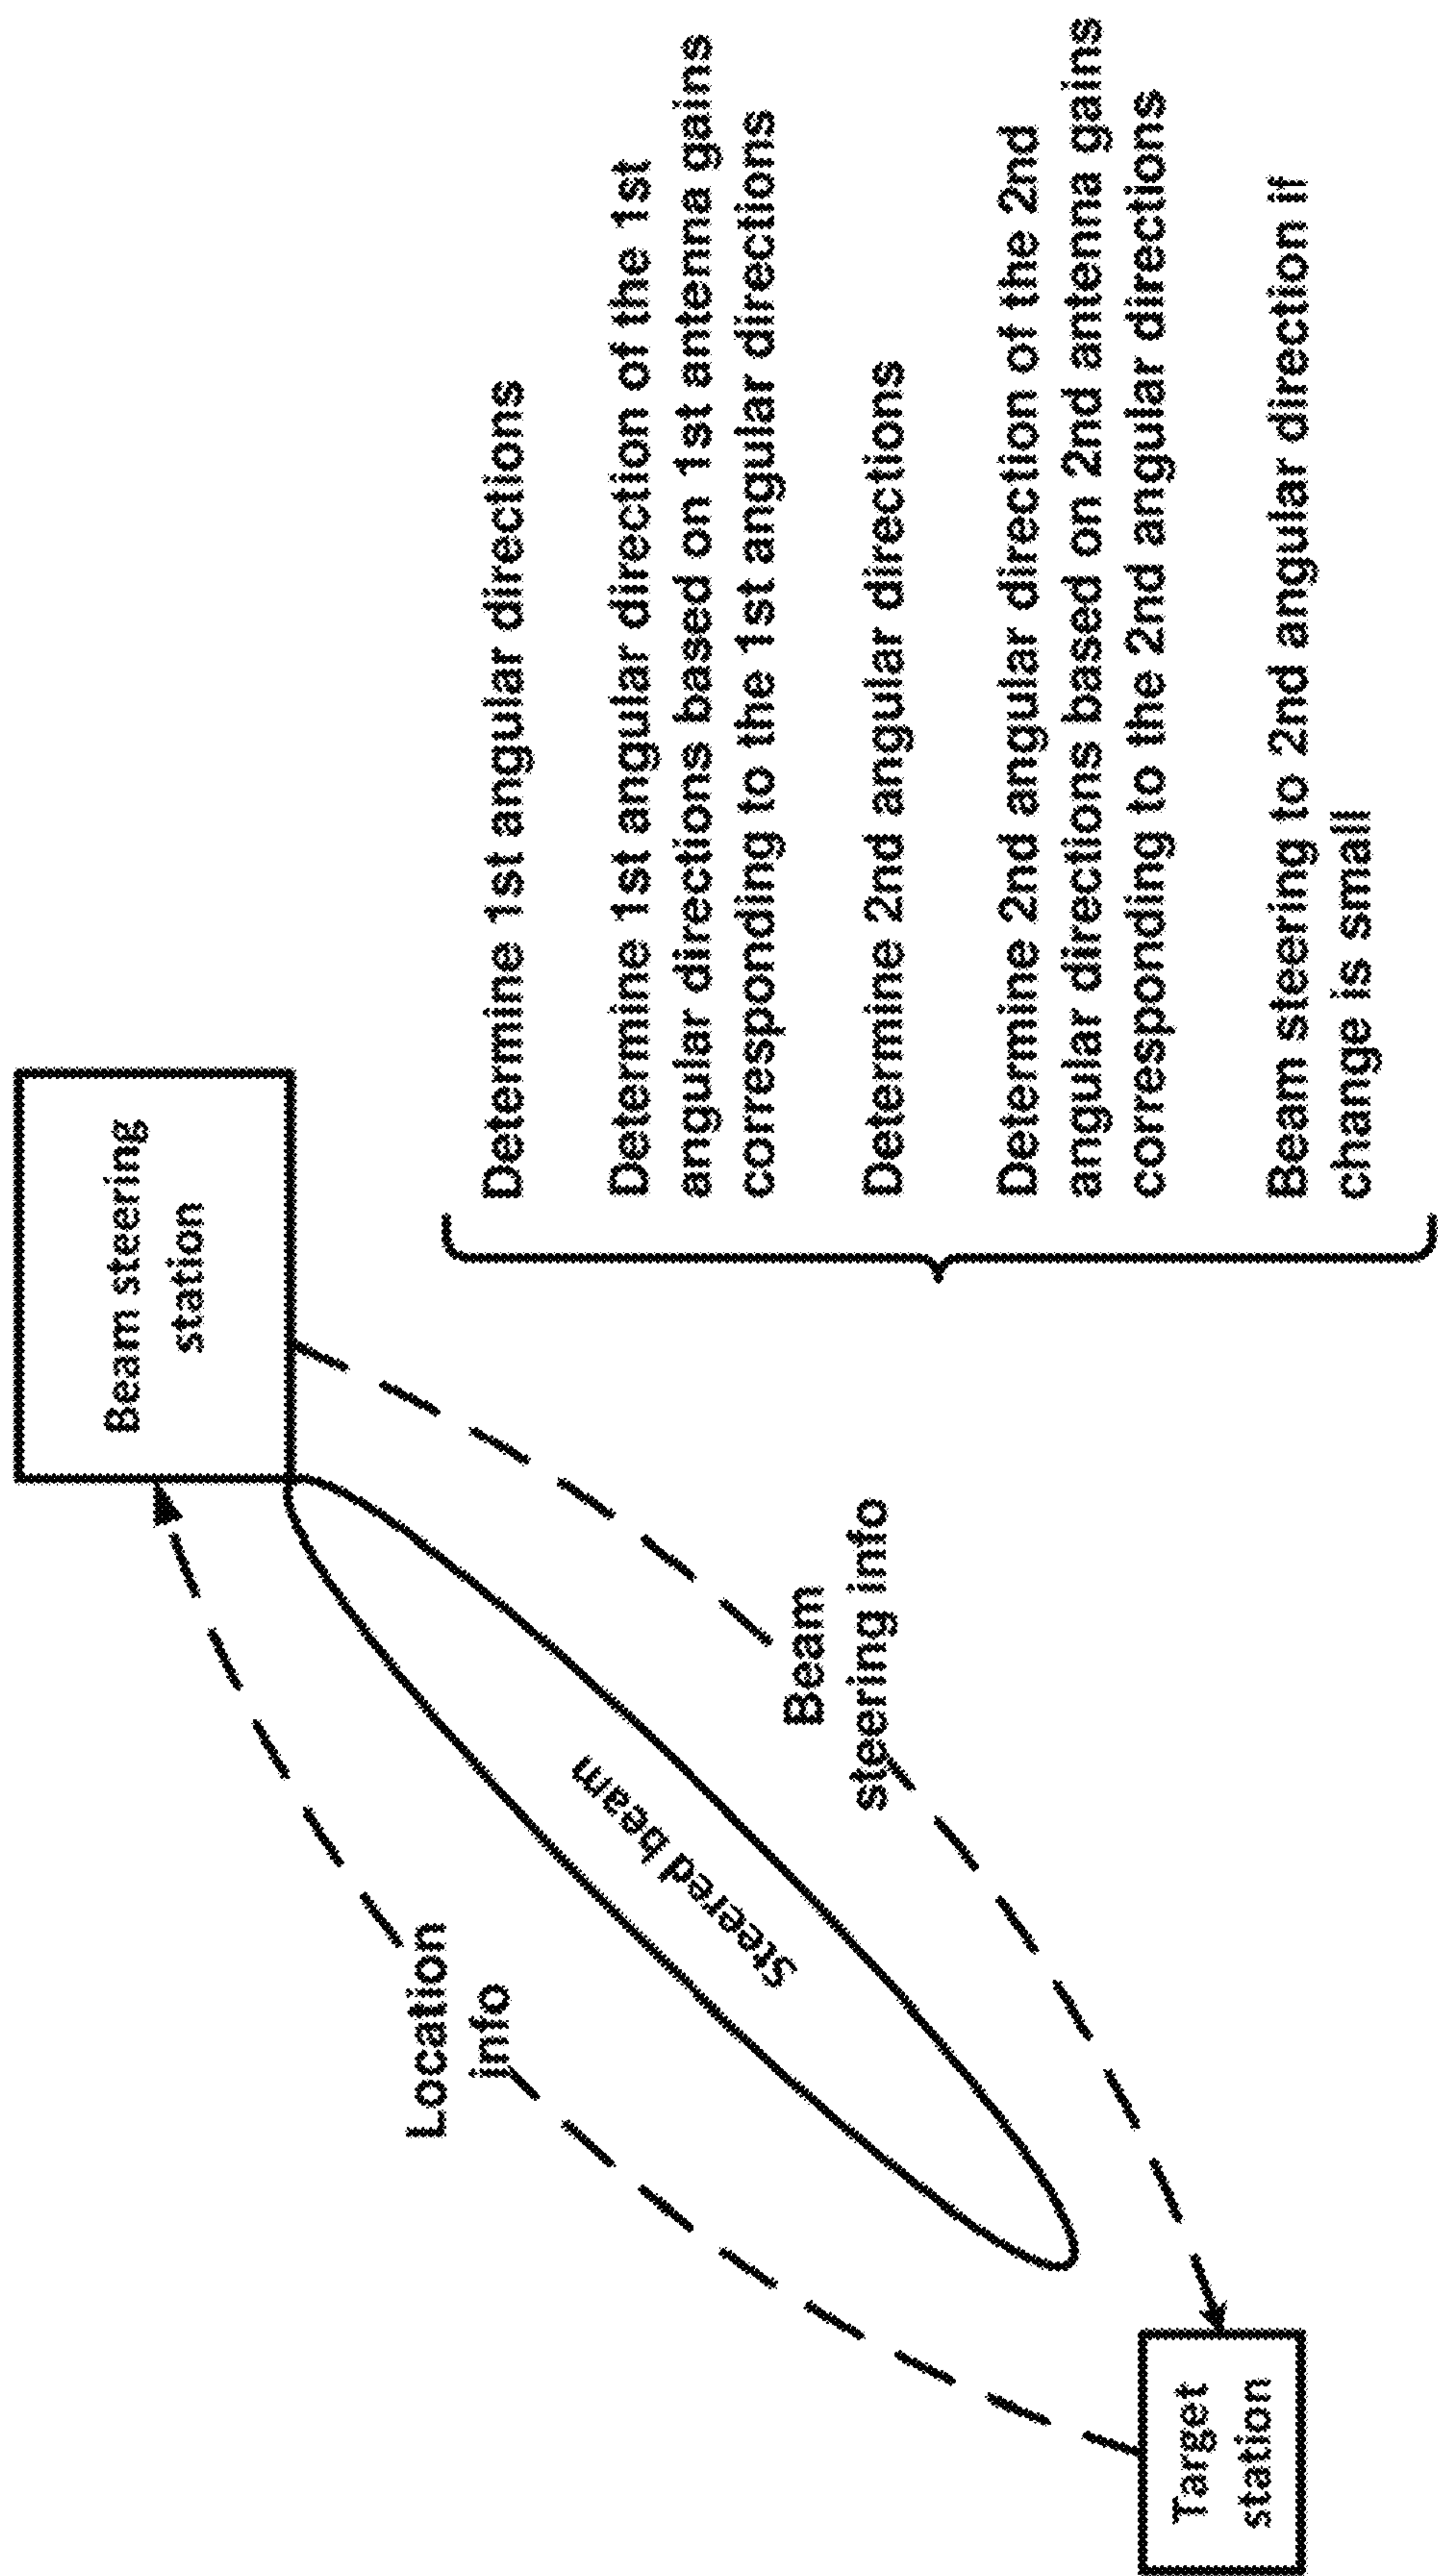 Beam steering
station
Location
info
Steered beam
Beam
steering info
Target
station
Determine 1st angular directions
Determine 1st angular direction of the 1st
angular directions based on 1st antenna gains
corresponding to the 1st angular directions
Determine 2nd angular directions
Determine 2nd angular direction of the 2nd
angular directions based on 2nd antenna gains
corresponding to the 2nd angular directions
Beam steering to 2nd angular direction if
change is small